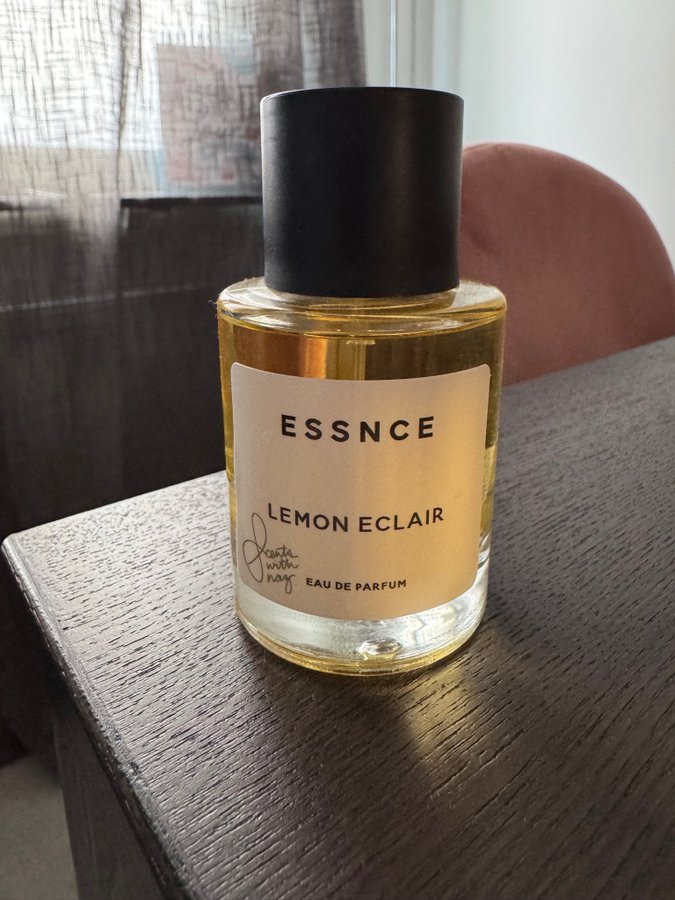 ESSNCE
LEMON ECLAIR
Scents
with
naz
EAU DE PARFUM